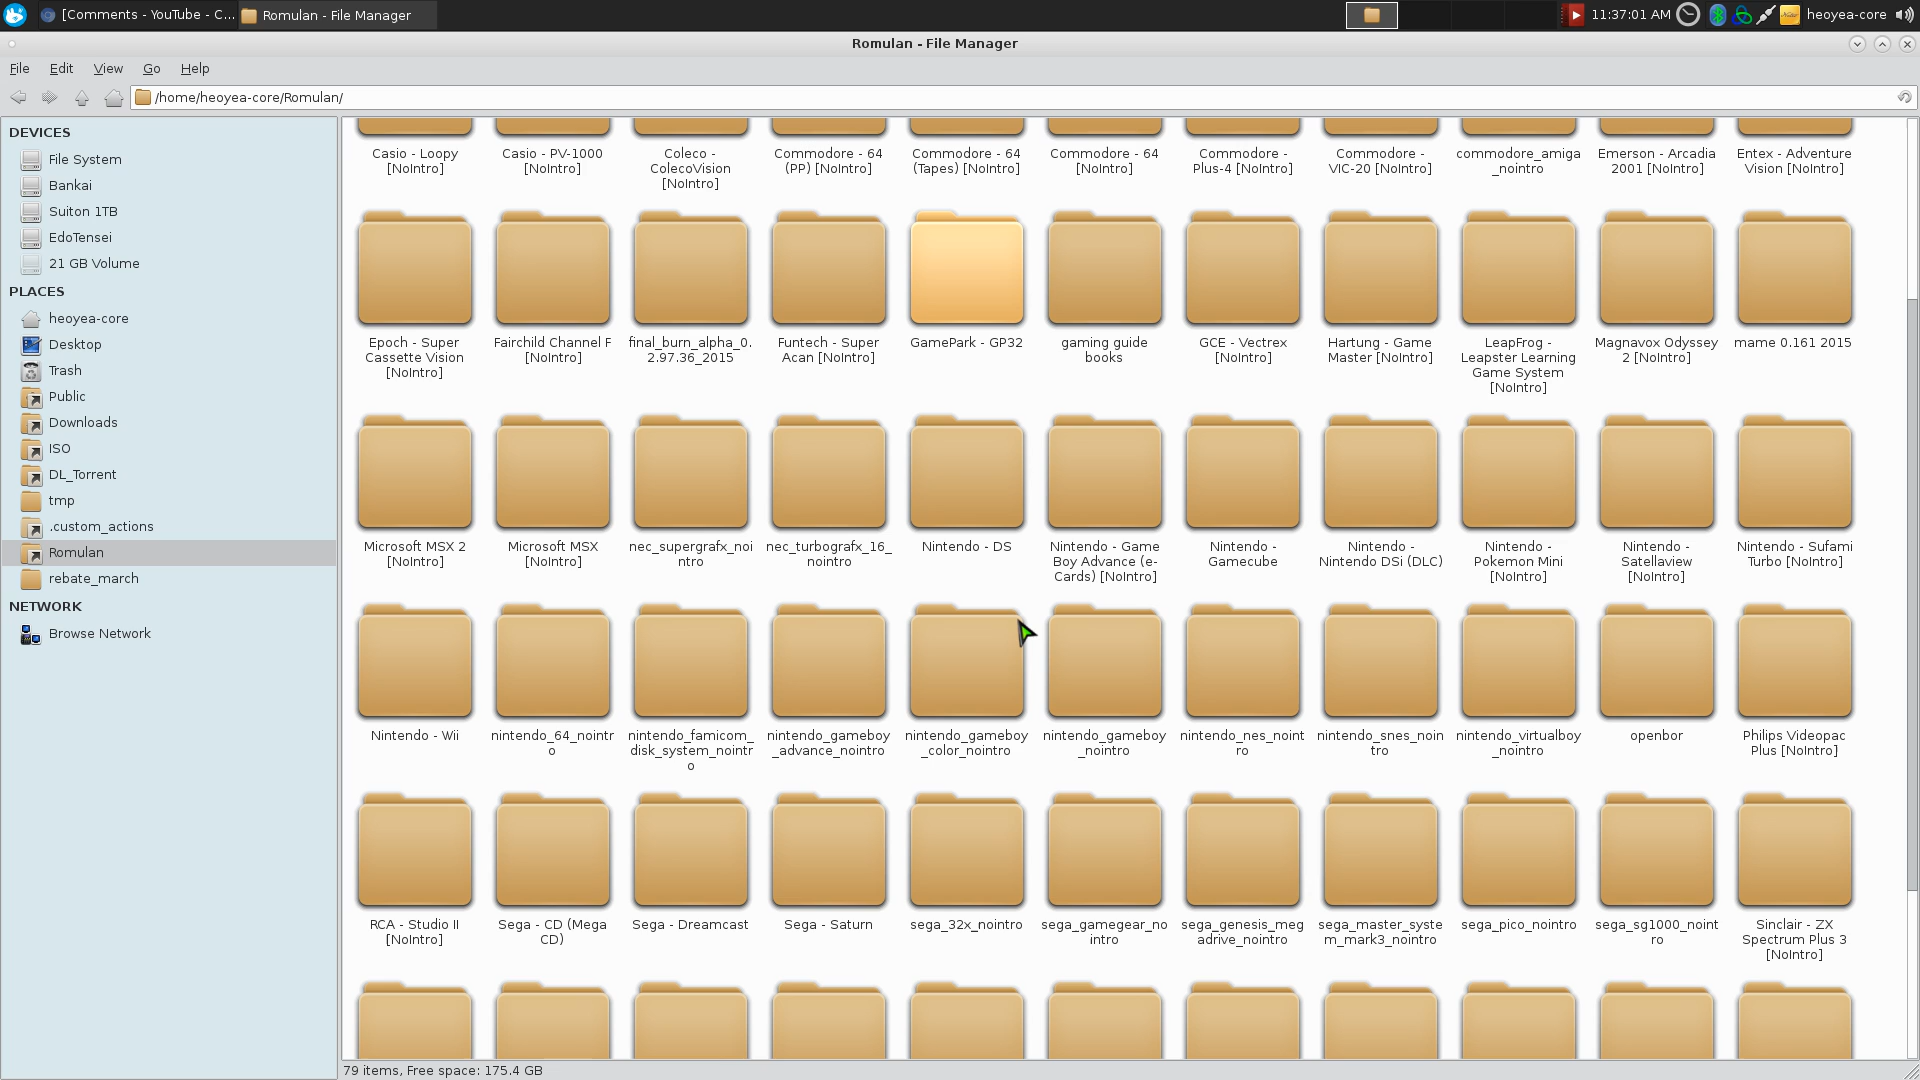 [Comments - YouTube - C...
Romulan - File Manager
11:37:01 AM
heoyea-core
Romulan - File Manager
File Edit View Go Help
/home/heoyea-core/Romulan/
DEVICES
File System
Bankai
Suiton 1TB
EdoTensei
21 GB Volume
PLACES
heoyea-core
Desktop
Trash
Public
Downloads
ISO
DL_Torrent
tmp
.custom_actions
Romulan
rebate_march
NETWORK
Browse Network
Casio - Loopy
[NoIntro]
Casio - PV-1000
[NoIntro]
Coleco -
ColecoVision
[NoIntro]
Commodore - 64
(PP) [NoIntro]
Commodore - 64
(Tapes) [NoIntro]
Commodore - 64
[NoIntro]
Commodore -
Plus-4 [NoIntro]
Commodore -
VIC-20 [NoIntro]
commodore_amiga
_nointro
Emerson - Arcadia
2001 [NoIntro]
Entex - Adventure
Vision [NoIntro]
Epoch - Super
Cassette Vision
[NoIntro]
Fairchild Channel F
[NoIntro]
final_burn_alpha_0.
2.97.36_2015
Funtech - Super
Acan [NoIntro]
GamePark - GP32
gaming guide
books
GCE - Vectrex
[NoIntro]
Hartung - Game
Master [NoIntro]
LeapFrog -
Leapster Learning
Game System
[NoIntro]
Magnavox Odyssey
2 [NoIntro]
mame 0.161 2015
Microsoft MSX 2
[NoIntro]
Microsoft MSX
[NoIntro]
nec_supergrafx_noi
ntro
nec_turbografx_16_
nointro
Nintendo - DS
Nintendo - Game
Boy Advance (e-
Cards) [NoIntro]
Nintendo -
Gamecube
Nintendo -
Nintendo DSi (DLC)
Nintendo -
Pokemon Mini
[NoIntro]
Nintendo -
Satellaview
[NoIntro]
Nintendo - Sufami
Turbo [NoIntro]
Nintendo - Wii
nintendo_64_nointr
o
nintendo_famicom_
disk_system_nointr
o
nintendo_gameboy
_advance_nointro
nintendo_gameboy
_color_nointro
nintendo_gameboy
_nointro
nintendo_nes_noint
ro
nintendo_snes_noin
tro
nintendo_virtualboy
_nointro
openbor
Philips Videopac
Plus [NoIntro]
RCA - Studio II
[NoIntro]
Sega - CD (Mega
CD)
Sega - Dreamcast
Sega - Saturn
sega_32x_nointro
sega_gamegear_no
intro
sega_genesis_meg
adrive_nointro
sega_master_syste
m_mark3_nointro
sega_pico_nointro
sega_sg1000_noint
ro
Sinclair - ZX
Spectrum Plus 3
[NoIntro]
79 items, Free space: 175.4 GB